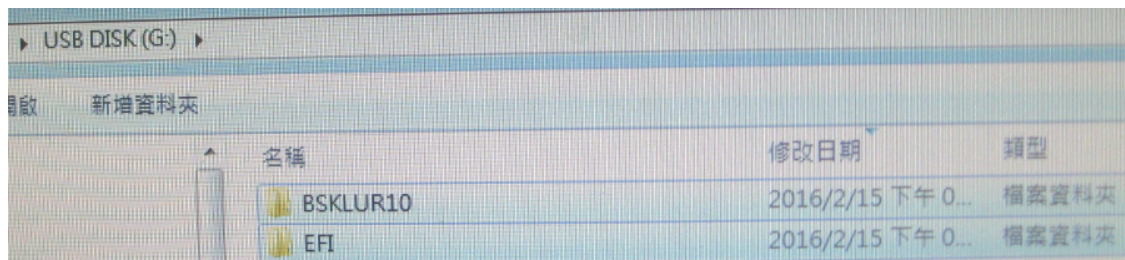 USB DISK (G:)
開啟 新增資料夾
名稱 修改日期 類型
BSKLUR10 2016/2/15 下午 0... 檔案資料夾
EFI 2016/2/15 下午 0... 檔案資料夾